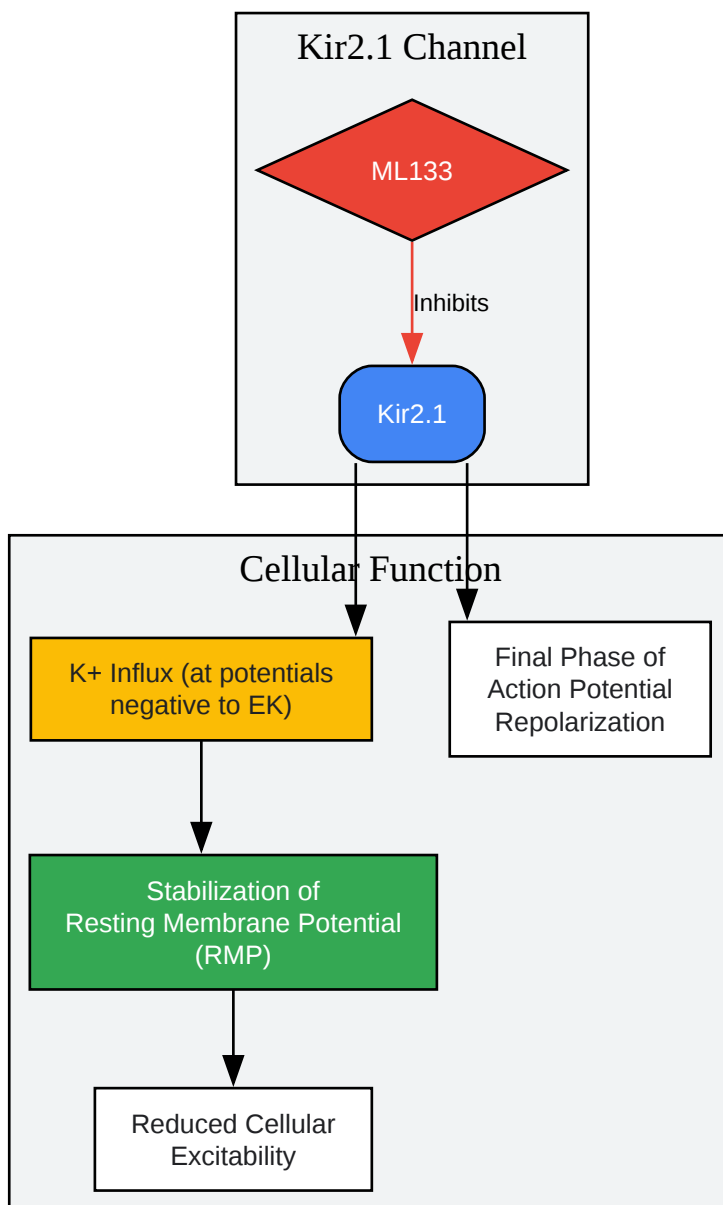 Kir2.1 Channel
ML133
Inhibits
Kir2.1
Cellular Function
K+ Influx (at potentials
negative to EK)
Final Phase of
Action Potential
Repolarization
Stabilization of
Resting Membrane Potential
(RMP)
Reduced Cellular
Excitability